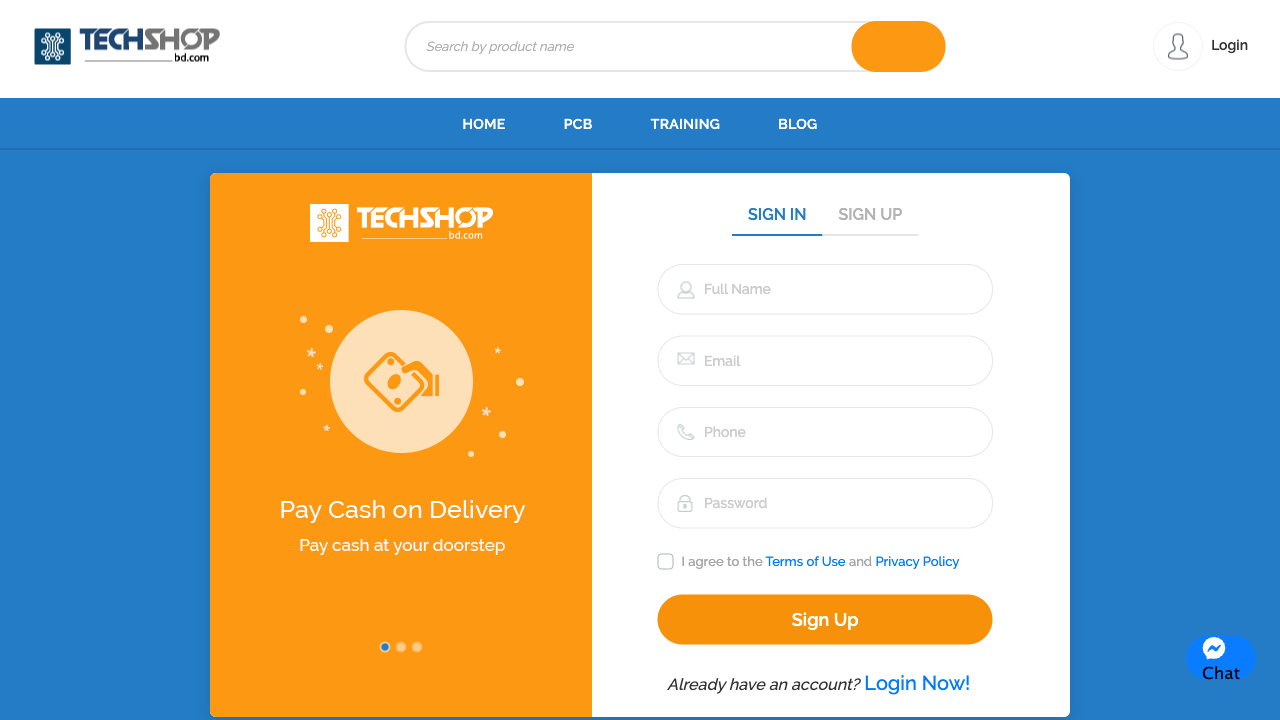 TECHSHOP
bd.com
Search by product name
Login
HOME PCB TRAINING BLOG
TECHSHOP
bd.com
Pay Cash on Delivery
Pay cash at your doorstep
SIGN IN SIGN UP
Full Name
Email
Phone
Password
I agree to the Terms of Use and Privacy Policy
Sign Up
Already have an account? Login Now!
Chat